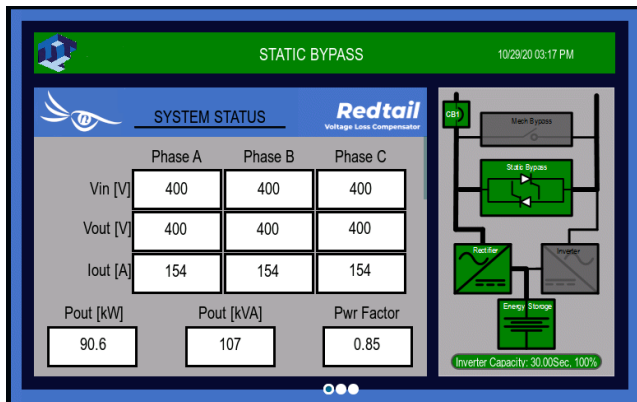 STATIC BYPASS
10/29/20 03:17 PM
SYSTEM STATUS
Redtail
Voltage Loss Compensator
Phase A Phase B Phase C
Vin [V] 400 400 400
Vout [V] 400 400 400
Iout [A] 154 154 154
Pout [kW] Pout [kVA] Pwr Factor
90.6 107 0.85
CB1
Mech Bypass
Static Bypass
Rectifier
Inverter
Energy Storage
Inverter Capacity: 30.00Sec, 100%